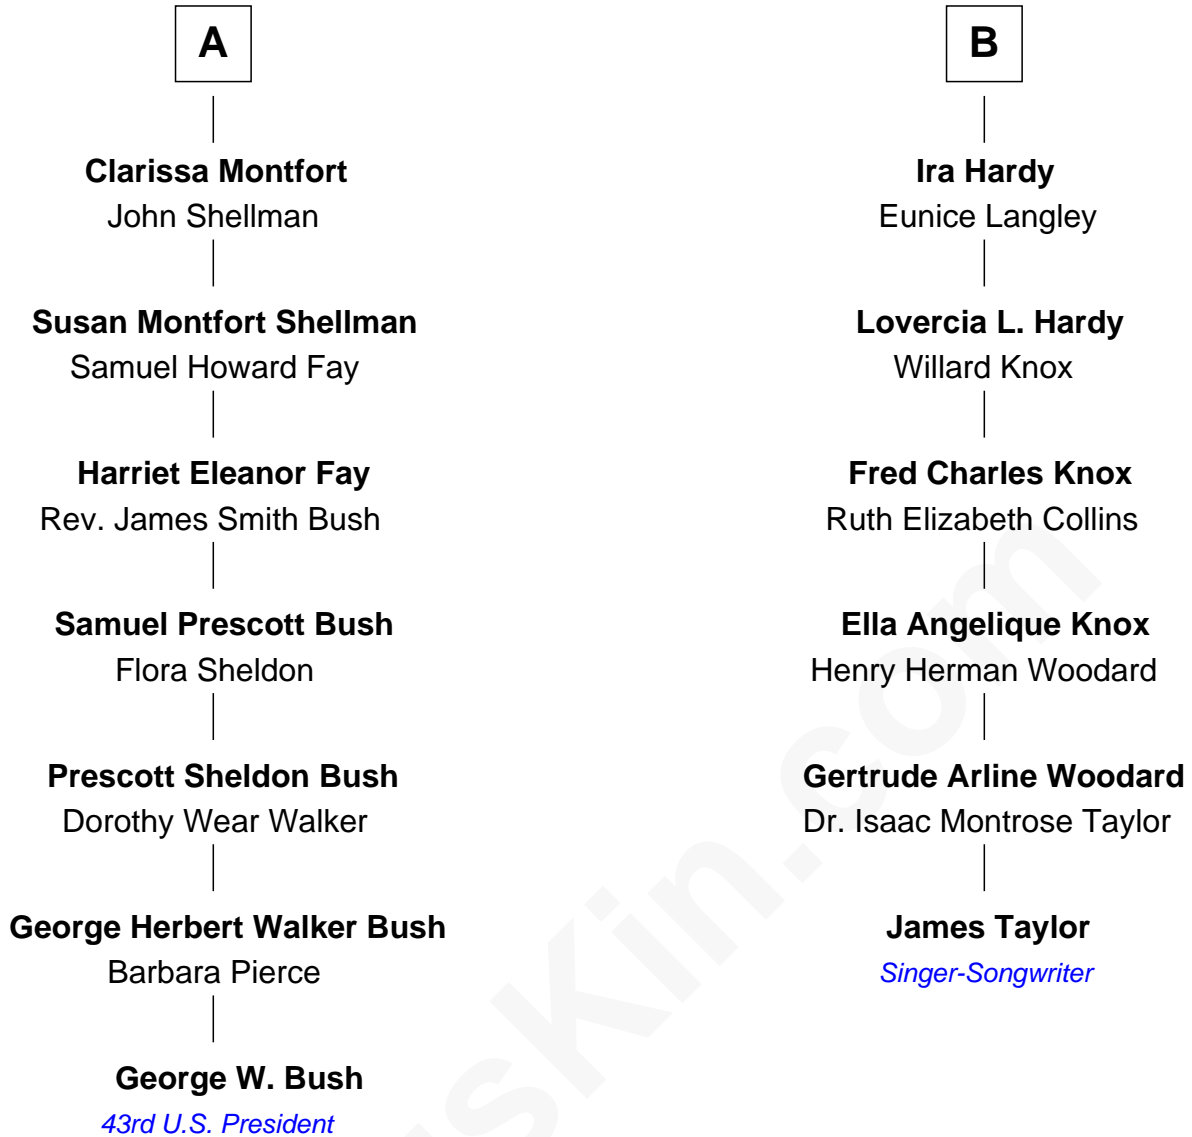 A
Clarissa Montfort
John Shellman
Susan Montfort Shellman
Samuel Howard Fay
Harriet Eleanor Fay
Rev. James Smith Bush
Samuel Prescott Bush
Flora Sheldon
Prescott Sheldon Bush
Dorothy Wear Walker
George Herbert Walker Bush
Barbara Pierce
George W. Bush
43rd U.S. President
B
Ira Hardy
Eunice Langley
Lovercia L. Hardy
Willard Knox
Fred Charles Knox
Ruth Elizabeth Collins
Ella Angelique Knox
Henry Herman Woodard
Gertrude Arline Woodard
Dr. Isaac Montrose Taylor
James Taylor
Singer-Songwriter